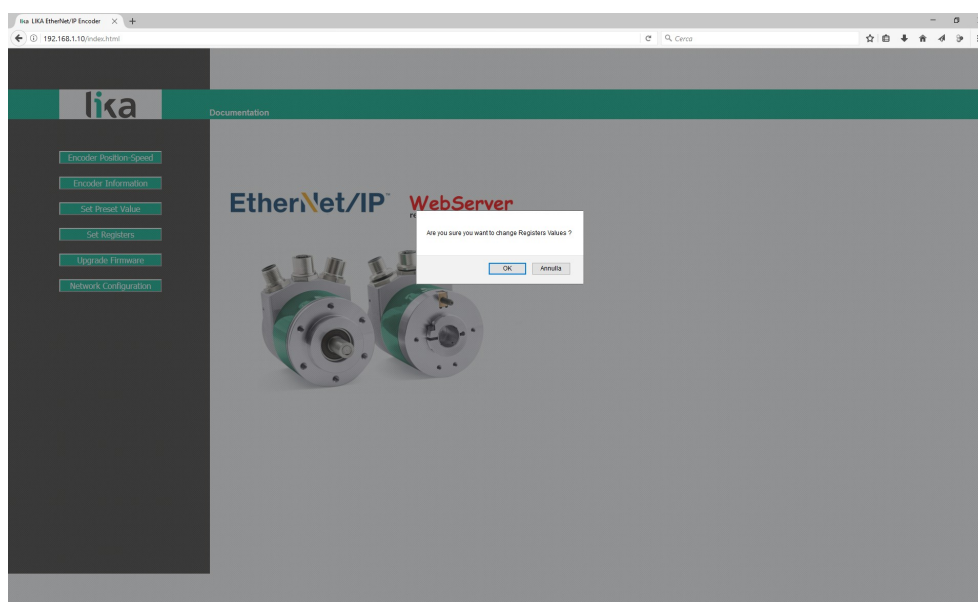 lika LIKA EtherNet/IP Encoder
192.168.1.10/index.html
Cerca
lika
Documentation
Encoder Position-Speed
Encoder Information
Set Preset Value
Set Registers
Upgrade Firmware
Network Configuration
EtherNet/IP™
WebServer
Are you sure you want to change Registers Values ?
OK
Annulla